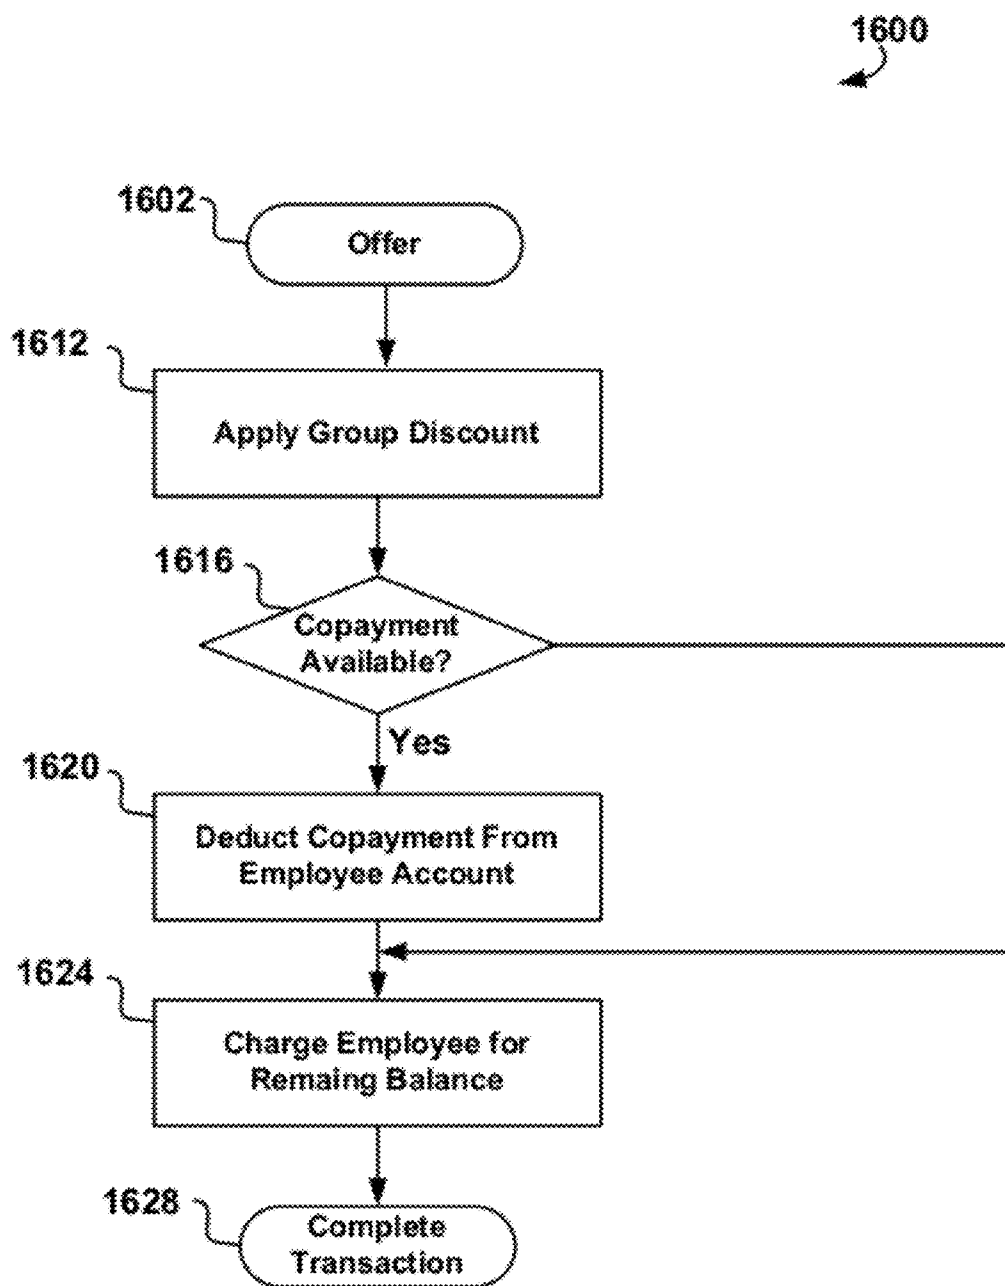 1600
1602
Offer
1612
Apply Group Discount
1616
Copayment
Available?
Yes
1620
Deduct Copayment From
Employee Account
1624
Charge Employee for
Remaing Balance
1628
Complete
Transaction